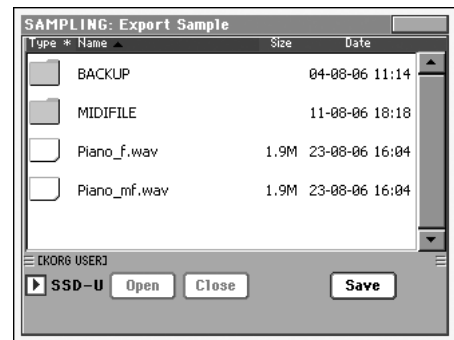 SAMPLING: Export Sample
Type * Name Size Date
BACKUP 04-08-06 11:14
MIDIFILE 11-08-06 18:18
Piano_f.wav 1.9M 23-08-06 16:04
Piano_mf.wav 1.9M 23-08-06 16:04
[KORG USER]
SSD-U Open Close Save